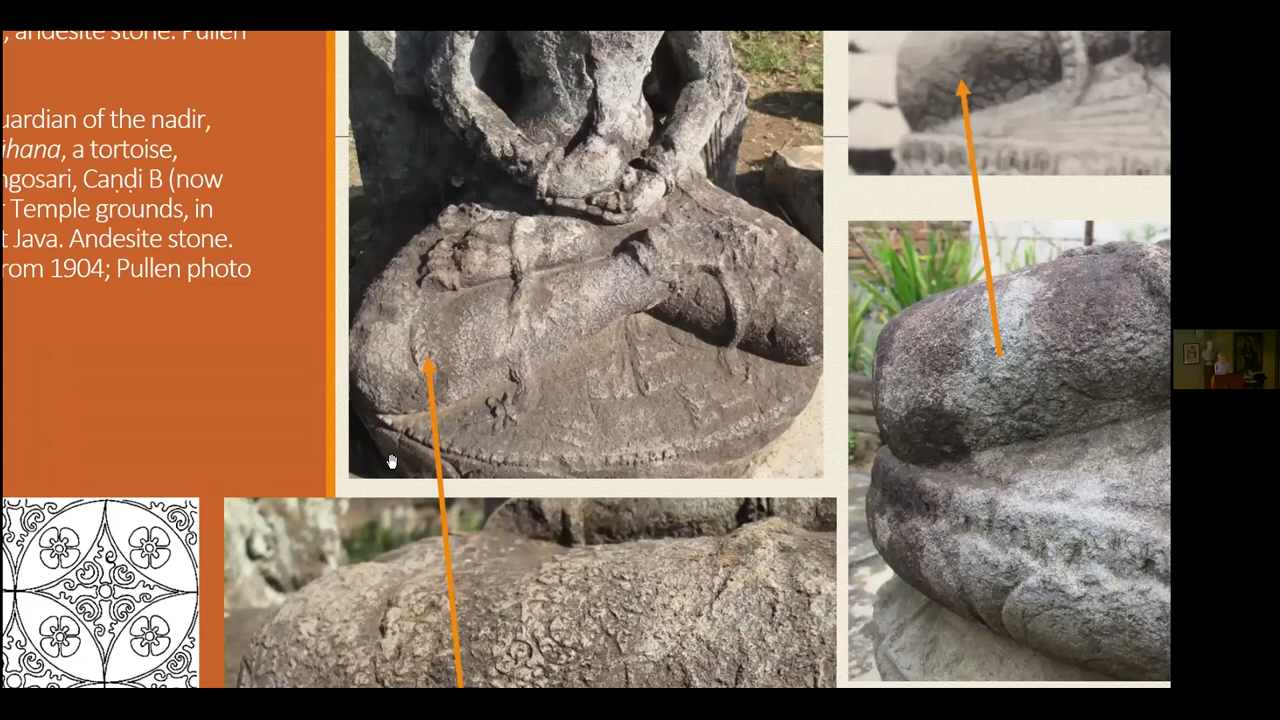 , andesite stone. Pullen
uardian of the nadir,
ihana, a tortoise,
ngosari, Caṇḍi B (now
r Temple grounds, in
t Java. Andesite stone.
rom 1904; Pullen photo